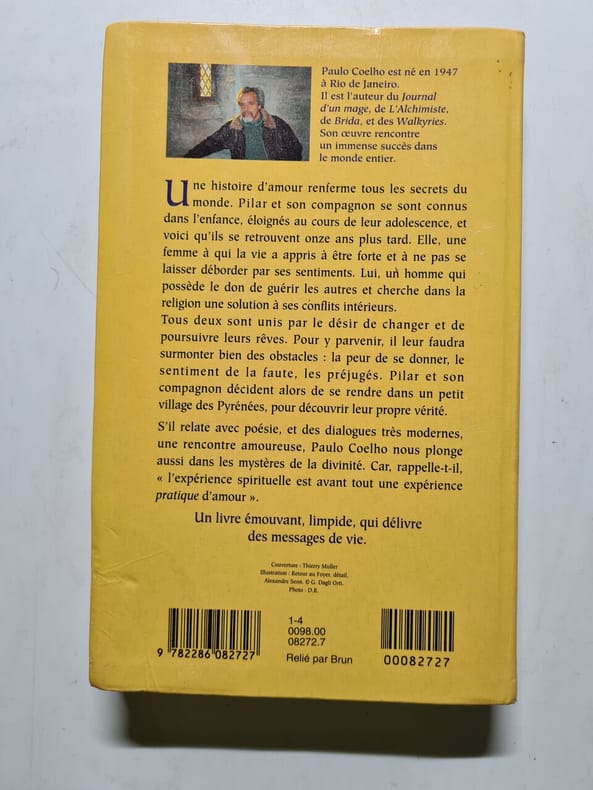 Paulo Coelho est né en 1947
à Rio de Janeiro.
Il est l'auteur du Journal
d'un mage, de L'Alchimiste,
de Brida, et des Walkyries.
Son œuvre rencontre
un immense succès dans
le monde entier.
Une histoire d'amour renferme tous les secrets du
monde. Pilar et son compagnon se sont connus
dans l'enfance, éloignés au cours de leur adolescence, et
voici qu'ils se retrouvent onze ans plus tard. Elle, une
femme à qui la vie a appris à être forte et à ne pas se
laisser déborder par ses sentiments. Lui, un homme qui
possède le don de guérir les autres et cherche dans la
religion une solution à ses conflits intérieurs.
Tous deux sont unis par le désir de changer et de
poursuivre leurs rêves. Pour y parvenir, il leur faudra
surmonter bien des obstacles : la peur de se donner, le
sentiment de la faute, les préjugés. Pilar et son
compagnon décident alors de se rendre dans un petit
village des Pyrénées, pour découvrir leur propre vérité.
S'il relate avec poésie, et des dialogues très modernes,
une rencontre amoureuse, Paulo Coelho nous plonge
aussi dans les mystères de la divinité. Car, rappelle-t-il,
« l'expérience spirituelle est avant tout une expérience
pratique d'amour ».
Un livre émouvant, limpide, qui délivre
des messages de vie.
Couverture : Thierry Muller
Illustration : Retour au Foyer, détail.
Alexandre Seon. © G. Dagli Orti.
Photo : D.R.
1-4
0098.00
08272.7
Relié par Brun
9 782286 082727
00082727